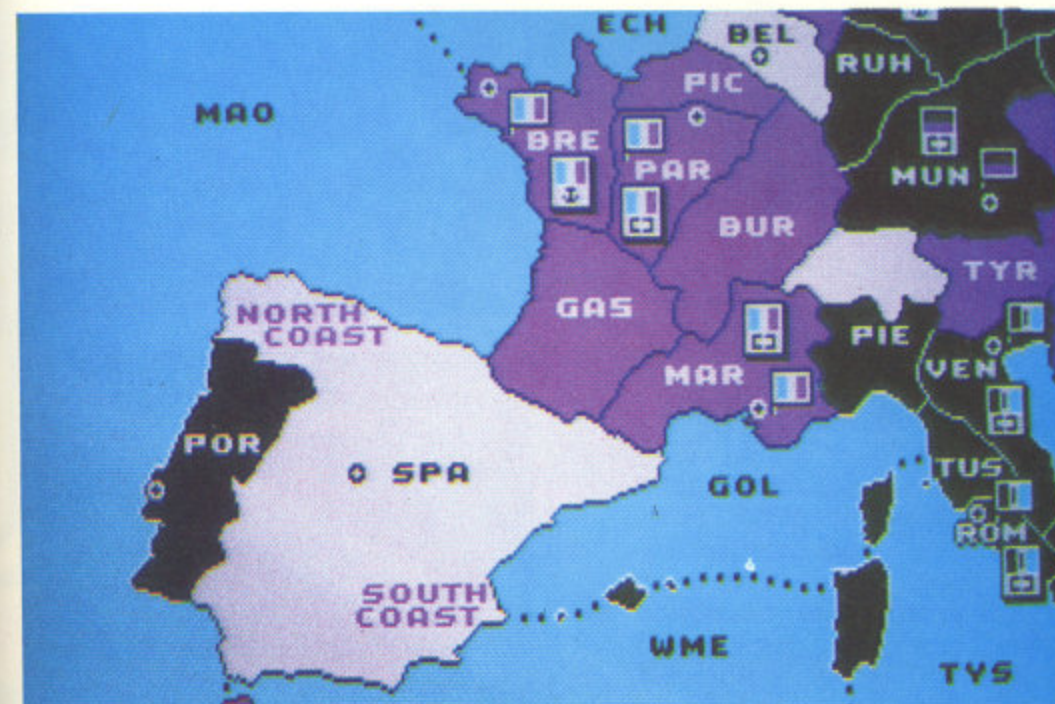 ECH
BEL
RUH
PIC
MAO
BRE
PAR
MUN
BUR
TYR
GAS
NORTH
COAST
PIE
VEN
MAR
POR
SPA
TUS
GOL
ROM
SOUTH
COAST
WME
TYS